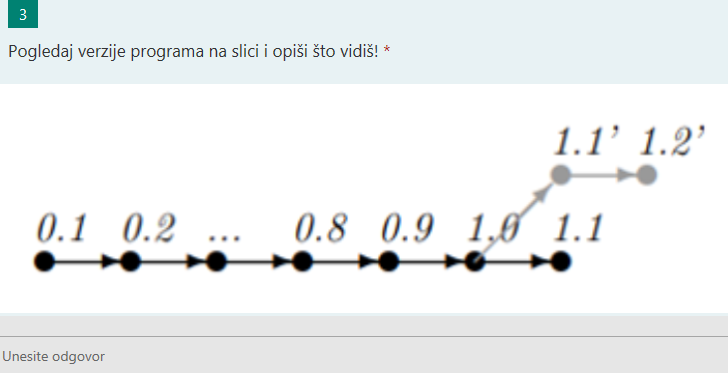 3
Pogledaj verzije programa na slici i opiši što vidiš! *
1.1’ 1.2’
0.1 0.2 ... 0.8 0.9 1.0 1.1
Unesite odgovor